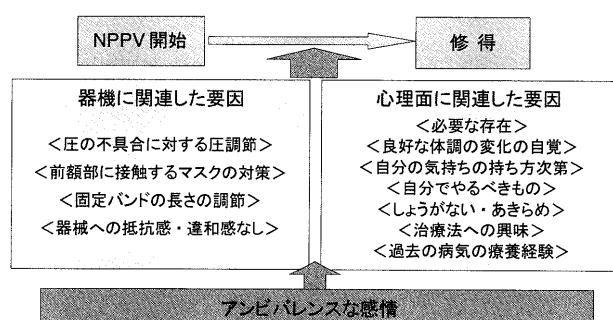 NPPV 開始
修 得
器機に関連した要因
＜圧の不具合に対する圧調節＞
＜前額部に接触するマスクの対策＞
＜固定バンドの長さの調節＞
＜器械への抵抗感・違和感なし＞
心理面に関連した要因
＜必要な存在＞
＜良好な体調の変化の自覚＞
＜自分の気持ちの持ち方次第＞
＜自分でやるべきもの＞
＜しょうがない・あきらめ＞
＜治療法への興味＞
＜過去の病気の療養経験＞
アンビバレンスな感情